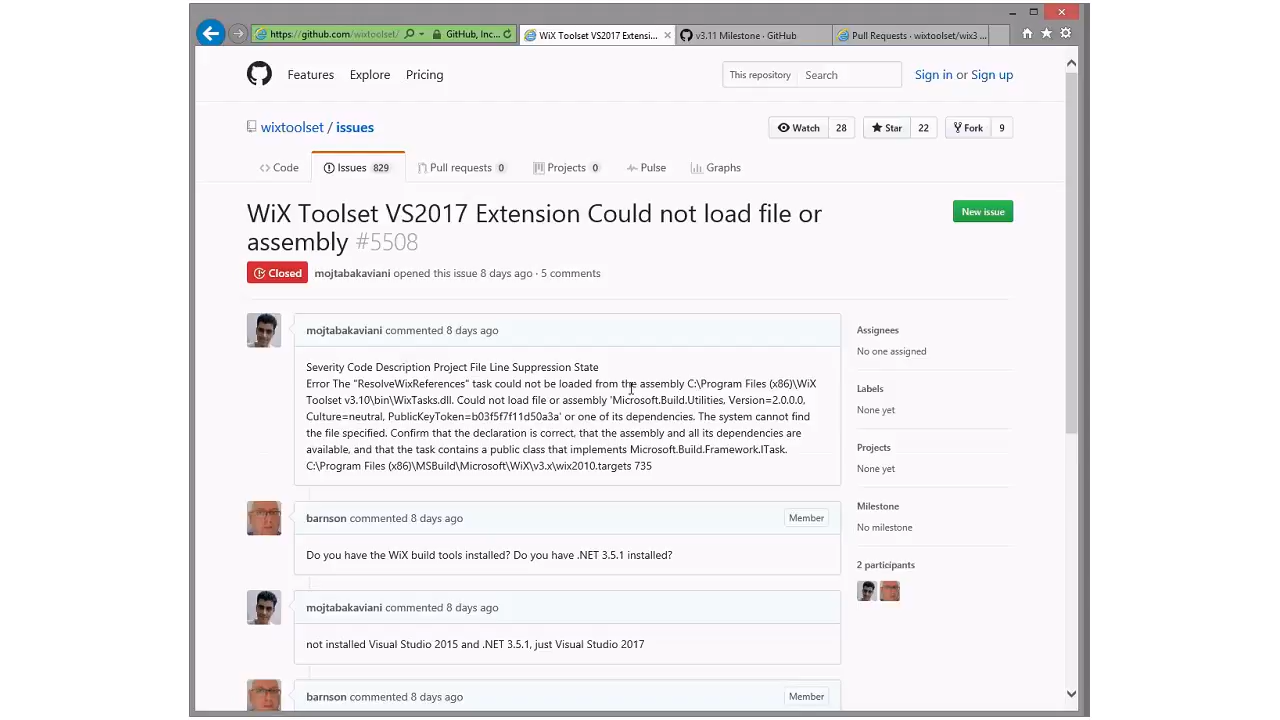 https://github.com/wixtoolset/
GitHub, Inc...
WiX Toolset VS2017 Extensi...
v3.11 Milestone · GitHub
Pull Requests · wixtoolset/wix3 ...
Features
Explore
Pricing
This repository
Search
Sign in or Sign up
wixtoolset / issues
Watch 28
Star 22
Fork 9
Code
Issues 829
Pull requests 0
Projects 0
Pulse
Graphs
WiX Toolset VS2017 Extension Could not load file or
assembly #5508
New issue
Closed
mojtabakaviani opened this issue 8 days ago · 5 comments
mojtabakaviani commented 8 days ago
Severity Code Description Project File Line Suppression State
Error The "ResolveWixReferences" task could not be loaded from the assembly C:\Program Files (x86)\WiX
Toolset v3.10\bin\WixTasks.dll. Could not load file or assembly 'Microsoft.Build.Utilities, Version=2.0.0.0,
Culture=neutral, PublicKeyToken=b03f5f7f11d50a3a' or one of its dependencies. The system cannot find
the file specified. Confirm that the declaration is correct, that the assembly and all its dependencies are
available, and that the task contains a public class that implements Microsoft.Build.Framework.ITask.
C:\Program Files (x86)\MSBuild\Microsoft\WiX\v3.x\wix2010.targets 735
barnson commented 8 days ago
Member
Do you have the WiX build tools installed? Do you have .NET 3.5.1 installed?
mojtabakaviani commented 8 days ago
not installed Visual Studio 2015 and .NET 3.5.1, just Visual Studio 2017
barnson commented 8 days ago
Member
Assignees
No one assigned
Labels
None yet
Projects
None yet
Milestone
No milestone
2 participants